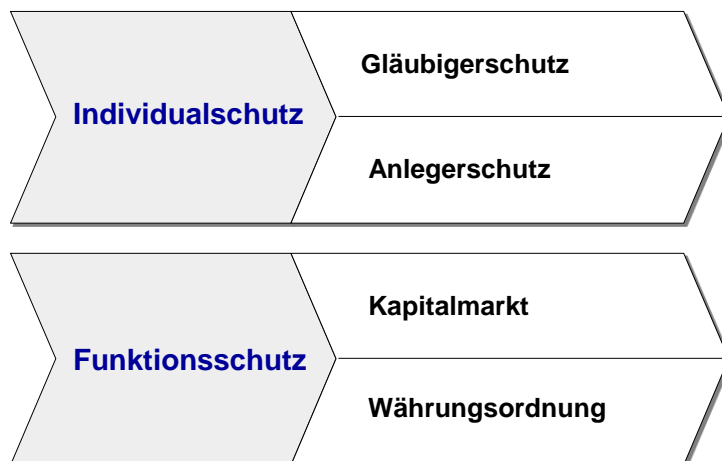 Individualschutz
Gläubigerschutz
Anlegerschutz
Funktionsschutz
Kapitalmarkt
Währungsordnung